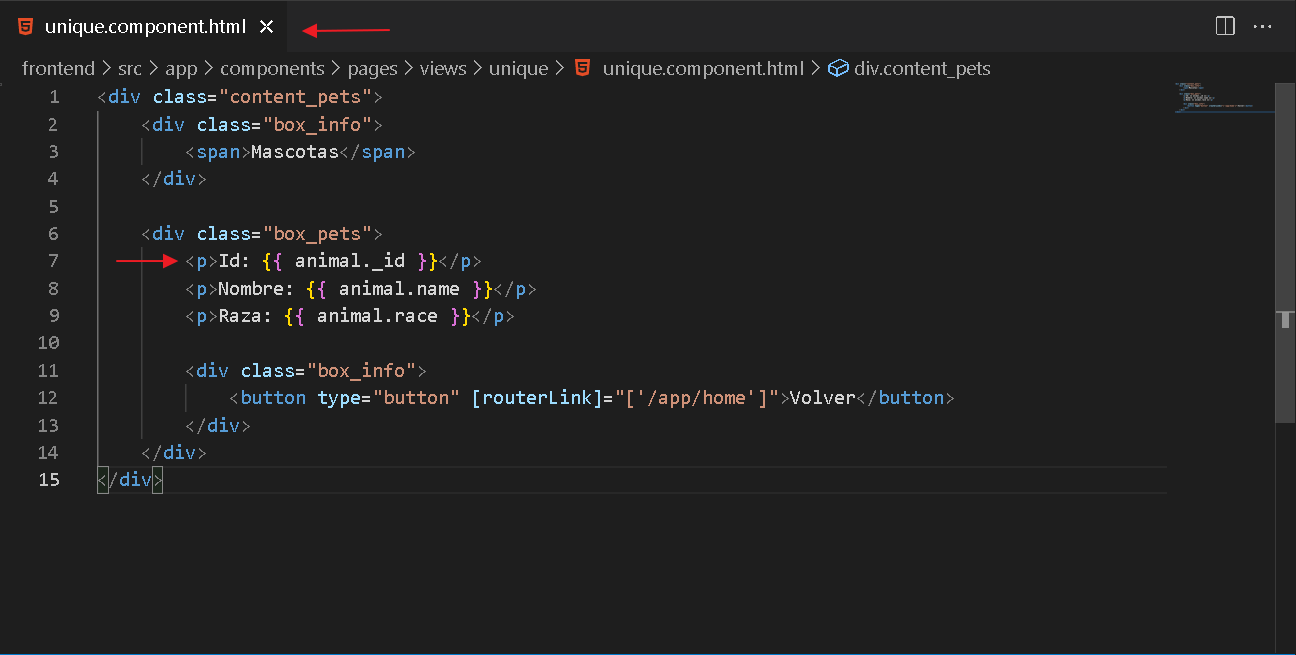 unique.component.html
frontend > src > app > components > pages > views > unique > unique.component.html > div.content_pets
1 <div class="content_pets">
2     <div class="box_info">
3         <span>Mascotas</span>
4     </div>
5
6     <div class="box_pets">
7         <p>Id: {{ animal._id }}</p>
8         <p>Nombre: {{ animal.name }}</p>
9         <p>Raza: {{ animal.race }}</p>
10
11         <div class="box_info">
12             <button type="button" [routerLink]="['/app/home']">Volver</button>
13         </div>
14     </div>
15 </div>